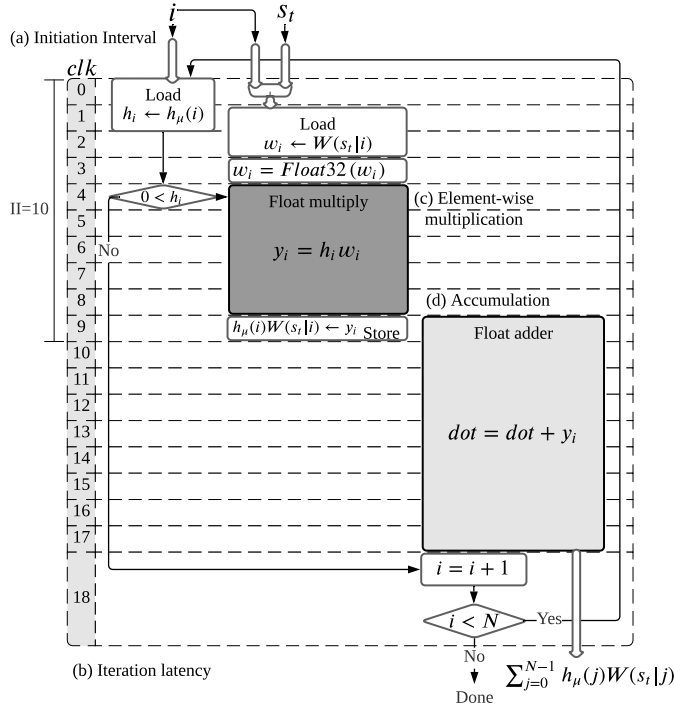 i
s_t
(a) Initiation Interval
clk
0
Load
h_i ← h_μ(i)
1
Load
2
w_i ← W(s_t|i)
3
w_i = Float32(w_i)
4
0 < h_i
Float multiply
(c) Element-wise
multiplication
II=10
5
No
6
y_i = h_i w_i
7
8
(d) Accumulation
9
h_μ(i)W(s_t|i) ← y_i Store
Float adder
10
11
12
13
dot = dot + y_i
14
15
16
17
i = i + 1
18
i < N
Yes
No
(b) Iteration latency
∑_{j=0}^{N-1} h_μ(j)W(s_t|j)
Done